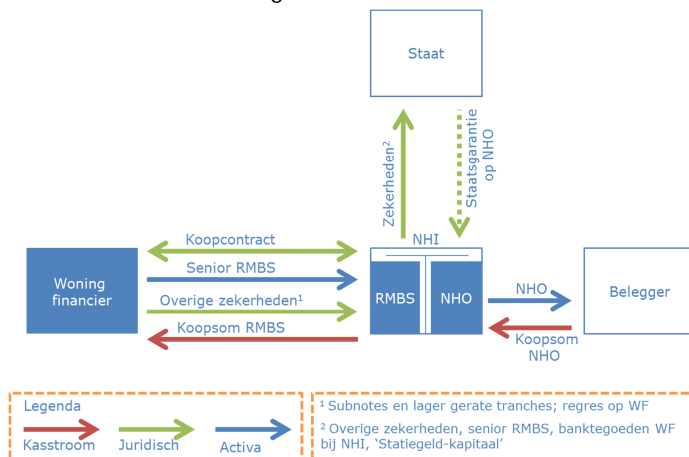 g
Staat
Zekerheden²
Staatsgarantie
op NHO
NHI
Koopcontract
Senior RMBS
Overige zekerheden¹
Koopsom RMBS
Woning
financier
RMBS
NHO
NHO
Koopsom
NHO
Belegger
Legenda
Kasstroom
Juridisch
Activa
¹ Subnotes en lager gerate tranches; regres op WF
² Overige zekerheden, senior RMBS, banktegoeden WF
bij NHI, ‘Statiegeld-kapitaal’